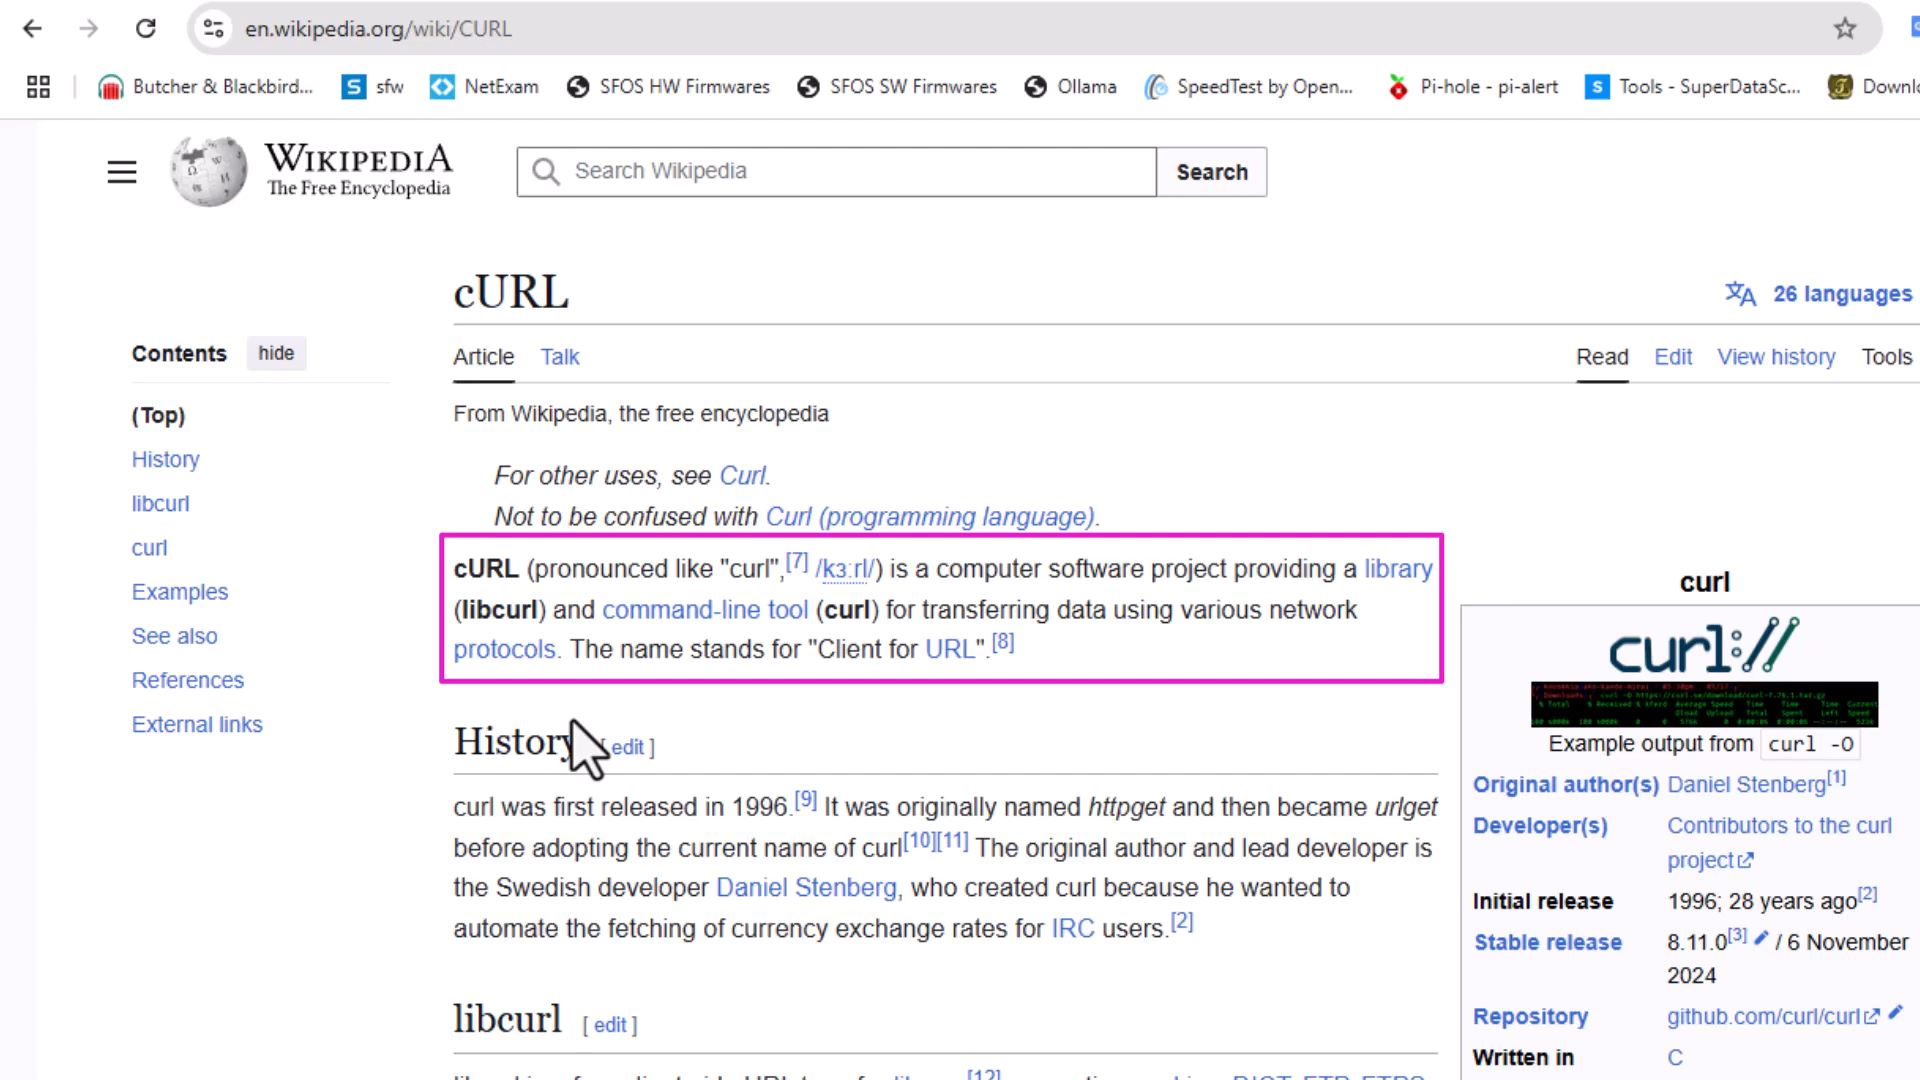 en.wikipedia.org/wiki/CURL
Butcher & Blackbird... sfw NetExam SFOS HW Firmwares SFOS SW Firmwares Ollama SpeedTest by Open... Pi-hole - pi-alert Tools - SuperDataSc... Downlo
WIKIPEDIA
The Free Encyclopedia
Search Wikipedia
Search
cURL
26 languages
Contents hide
(Top)
History
libcurl
curl
Examples
See also
References
External links
Article Talk
Read Edit View history Tools
From Wikipedia, the free encyclopedia
For other uses, see Curl.
Not to be confused with Curl (programming language).
cURL (pronounced like "curl",[7] /kɜːrl/) is a computer software project providing a library
(libcurl) and command-line tool (curl) for transferring data using various network
protocols. The name stands for "Client for URL".[8]
History [ edit ]
curl was first released in 1996.[9] It was originally named httpget and then became urlget
before adopting the current name of curl[10][11] The original author and lead developer is
the Swedish developer Daniel Stenberg, who created curl because he wanted to
automate the fetching of currency exchange rates for IRC users.[2]
libcurl [ edit ]
curl
curl://
Example output from curl -O
Original author(s) Daniel Stenberg[1]
Developer(s) Contributors to the curl
project
Initial release 1996; 28 years ago[2]
Stable release 8.11.0[3] / 6 November
2024
Repository github.com/curl/curl
Written in C